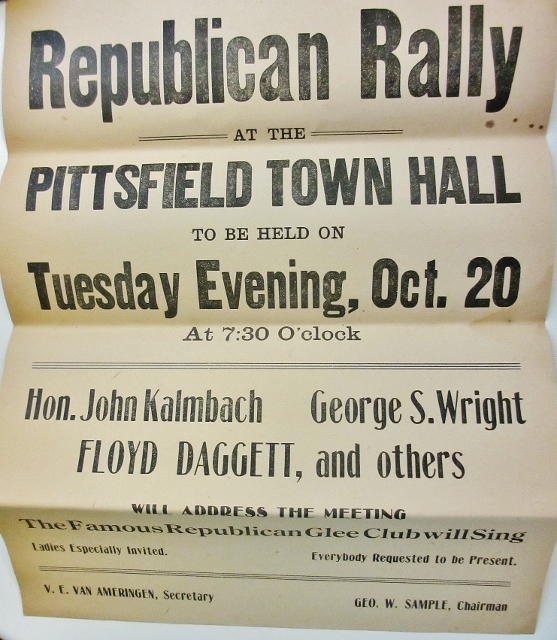 Republican Rally
AT THE
PITTSFIELD TOWN HALL
TO BE HELD ON
Tuesday Evening, Oct. 20
At 7:30 O'clock
Hon. John Kalmbach George S. Wright
FLOYD DAGGETT, and others
WILL ADDRESS THE MEETING
The Famous Republican Glee Club will Sing
Ladies Especially Invited. Everybody Requested to be Present.
V. E. VAN AMERINGEN, Secretary GEO. W. SAMPLE, Chairman